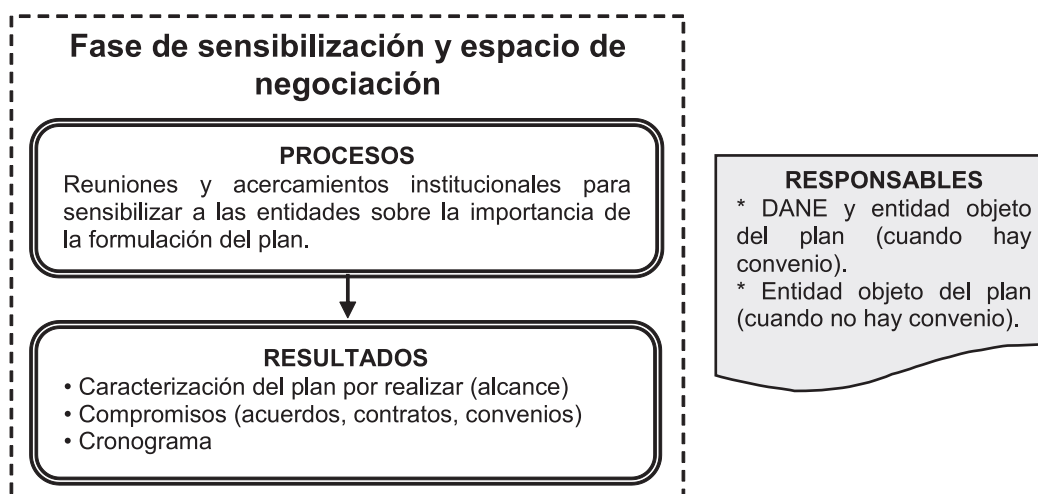 Fase de sensibilización y espacio de
negociación
PROCESOS
Reuniones y acercamientos institucionales para
sensibilizar a las entidades sobre la importancia de
la formulación del plan.
RESULTADOS
• Caracterización del plan por realizar (alcance)
• Compromisos (acuerdos, contratos, convenios)
• Cronograma
RESPONSABLES
* DANE y entidad objeto
del plan (cuando hay
convenio).
* Entidad objeto del plan
(cuando no hay convenio).